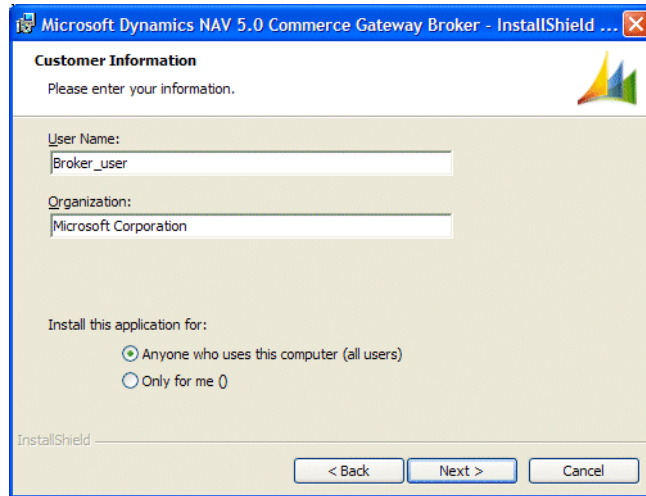 Microsoft Dynamics NAV 5.0 Commerce Gateway Broker - InstallShield ...
Customer Information
Please enter your information.
User Name:
Broker_user
Organization:
Microsoft Corporation
Install this application for:
Anyone who uses this computer (all users)
Only for me ()
InstallShield
< Back Next > Cancel